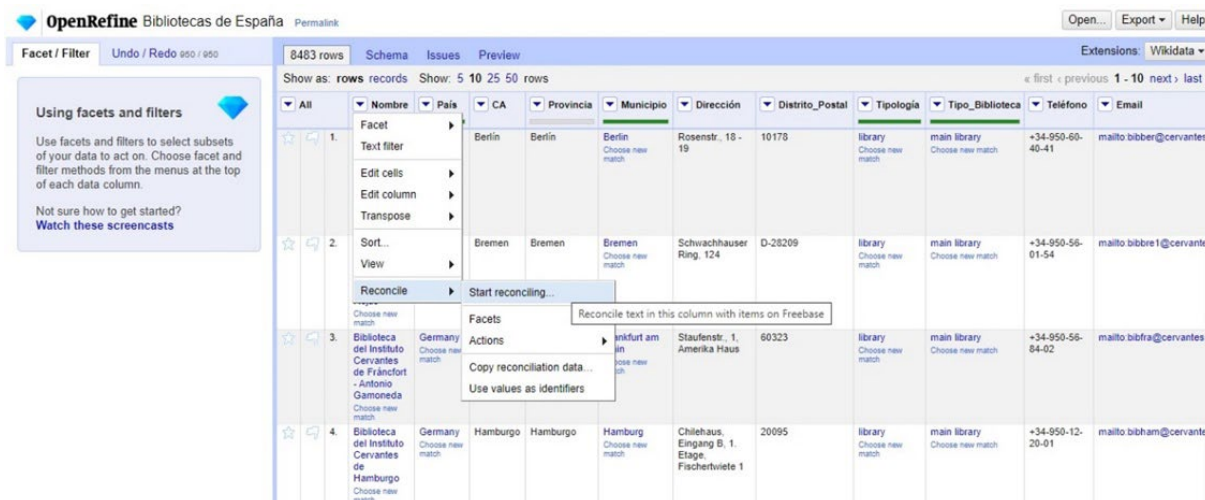 OpenRefine Bibliotecas de España Permalink
Open... Export Help
Facet / Filter Undo / Redo 950 / 950
8483 rows Schema Issues Preview
Extensions: Wikidata
Show as: rows records Show: 5 10 25 50 rows
« first ‹ previous 1 - 10 next › last
All Nombre País CA Provincia Municipio Dirección Distrito_Postal Tipología Tipo_Biblioteca Teléfono Email
Using facets and filters
Use facets and filters to select subsets
of your data to act on. Choose facet and
filter methods from the menus at the top
of each data column.
Not sure how to get started?
Watch these screencasts
Facet
Text filter
Edit cells
Edit column
Transpose
Sort...
View
Reconcile
Start reconciling...
Facets
Actions
Copy reconciliation data...
Use values as identifiers
Reconcile text in this column with items on Freebase
1. Berlín Berlín Berlin Rosenstr., 18 - 10178 library main library +34-950-60- mailto:bibber@cervantes
Choose new 19 Choose new Choose new match 40-41
match match
2. Bremen Bremen Bremen Schwachhauser D-28209 library main library +34-950-56- mailto:bibbre1@cervante
Choose new Ring, 124 Choose new Choose new match 01-54
match match
Choose new
match
3. Biblioteca Germany Staufenstr., 1, 60323 library main library +34-950-56- mailto:bibfra@cervantes
del Instituto Amerika Haus Choose new Choose new match 84-02
Cervantes match match
de Fráncfort
- Antonio
Gamoneda
Choose new
match
4. Biblioteca Germany Hamburgo Hamburgo Hamburg Chilehaus, 20095 library main library +34-950-12- mailto:bibham@cervante
del Instituto Choose new Choose new Eingang B, 1. Choose new Choose new match 20-01
Cervantes match match Etage, match
de Fischertwiete 1
Hamburgo
Choose new